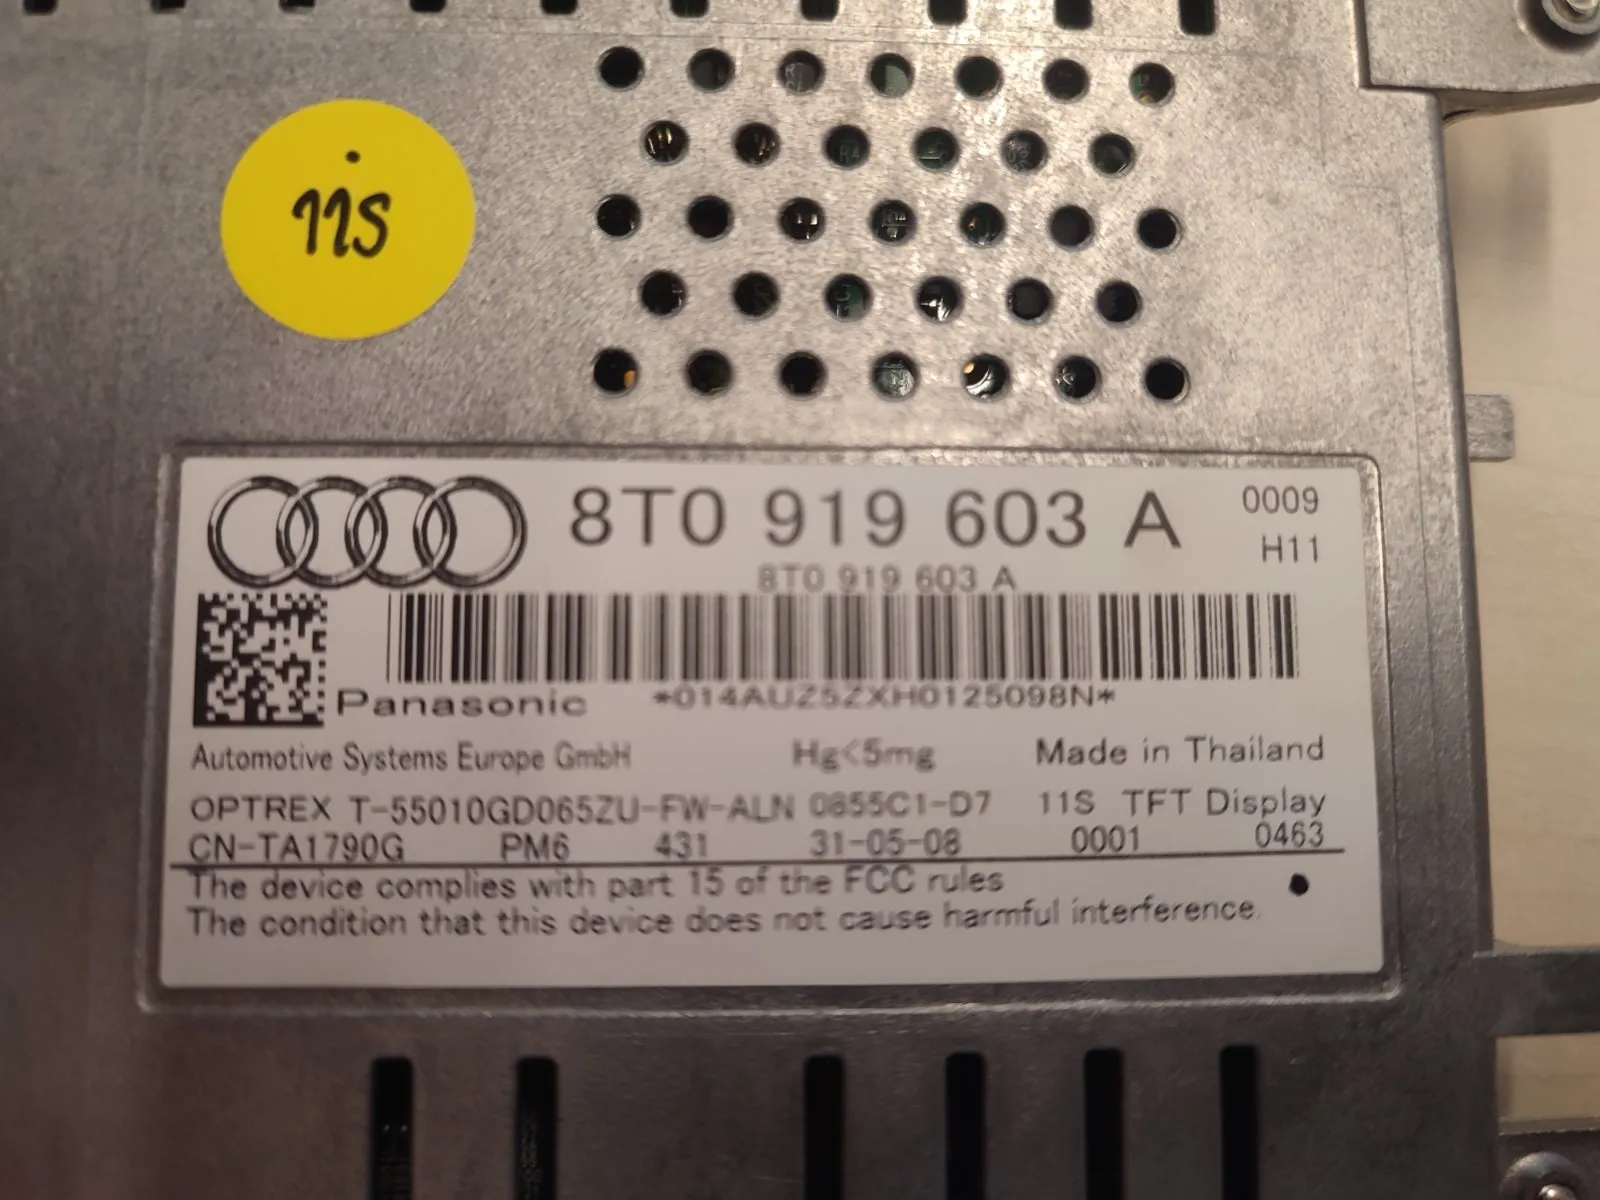 11S
8T0 919 603 A
0009
H11
8T0 919 603 A
Panasonic *014AUZ5ZXH0125098N*
Automotive Systems Europe GmbH Hg<5mg Made in Thailand
OPTREX T-55010GD065ZU-FW-ALN 0855C1-D7 11S TFT Display
CN-TA1790G PM6 431 31-05-08 0001 0463
The device complies with part 15 of the FCC rules
The condition that this device does not cause harmful interference.